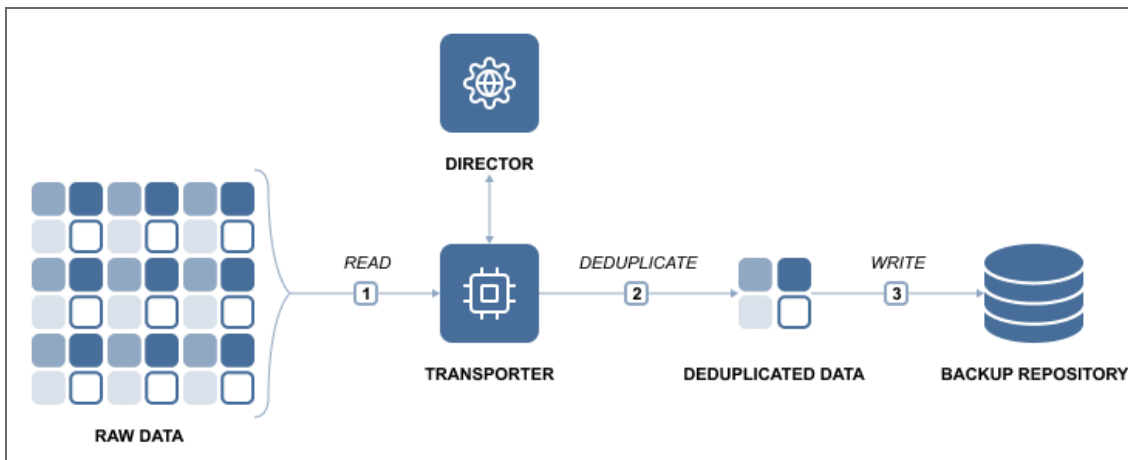 DIRECTOR
READ
DEDUPLICATE
WRITE
1
2
3
TRANSPORTER
DEDUPLICATED DATA
BACKUP REPOSITORY
RAW DATA